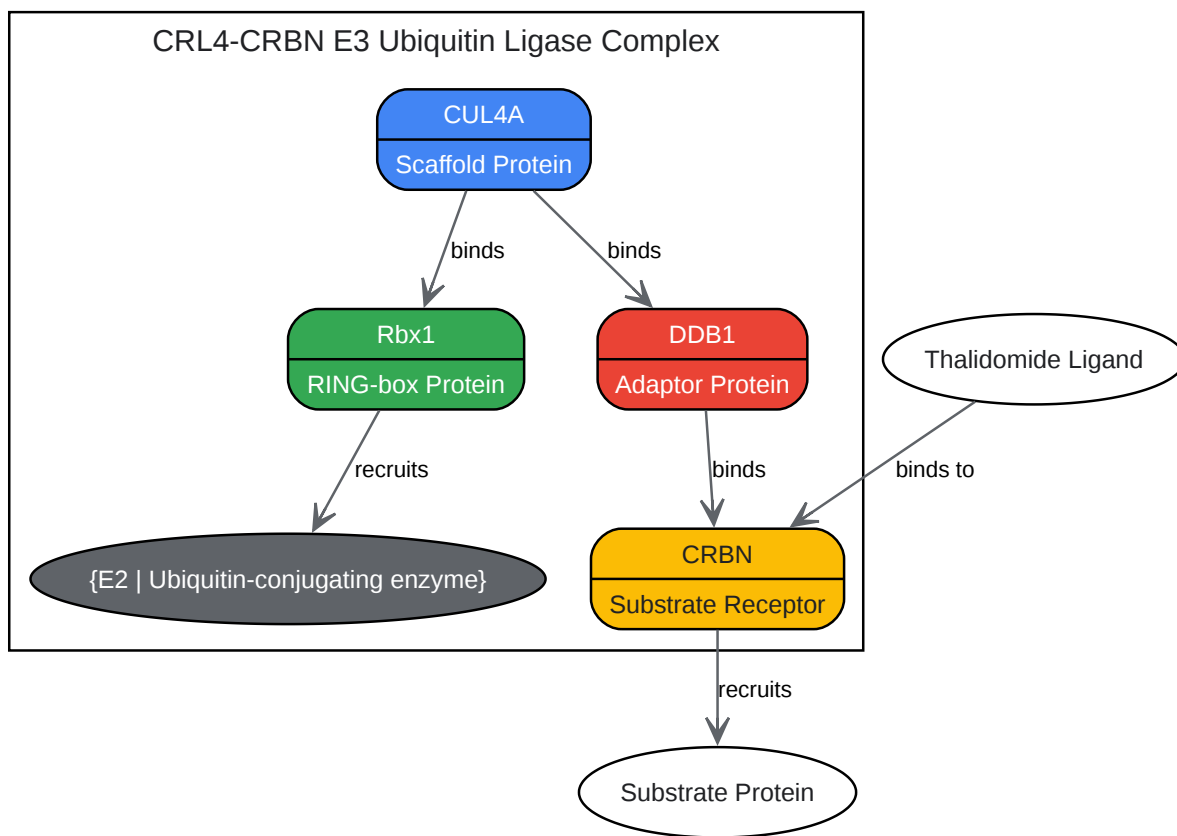 CRL4-CRBN E3 Ubiquitin Ligase Complex
CUL4A
Scaffold Protein
binds
binds
Rbx1
RING-box Protein
DDB1
Adaptor Protein
Thalidomide Ligand
recruits
binds
binds to
{E2 | Ubiquitin-conjugating enzyme}
CRBN
Substrate Receptor
recruits
Substrate Protein